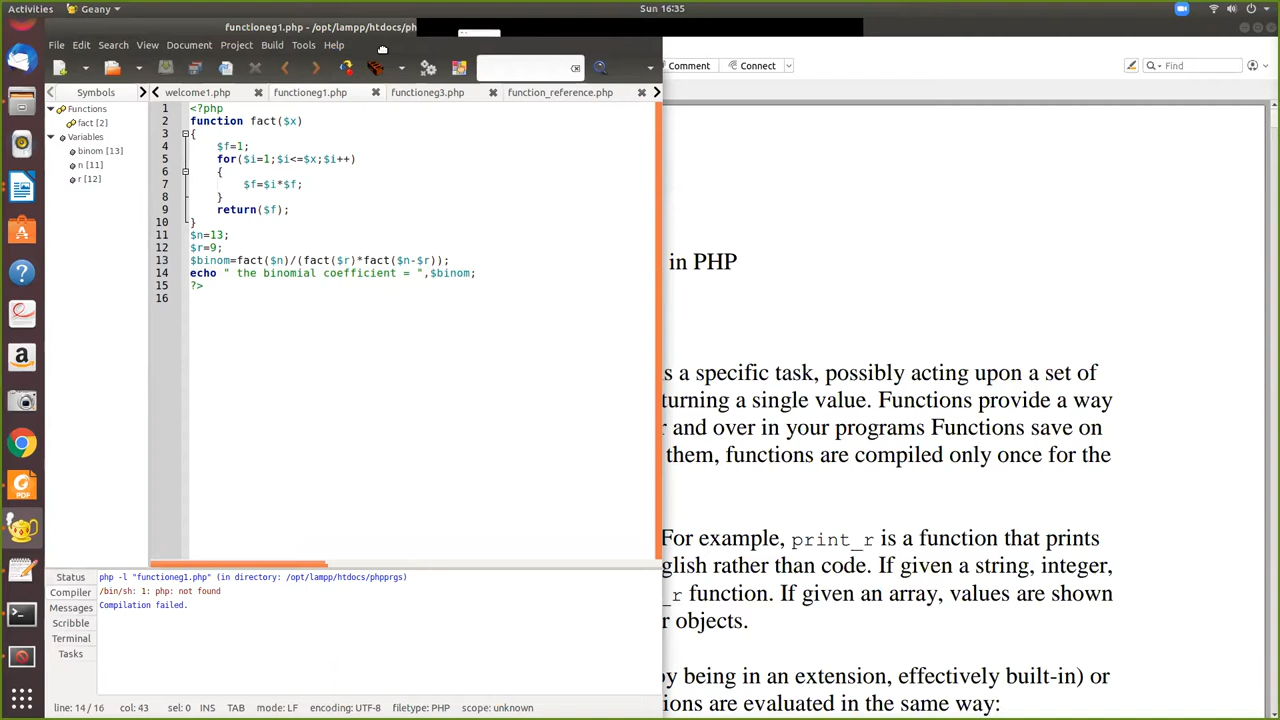 Activities
Geany
Sun 16:35
functioneg1.php - /opt/lampp/htdocs/ph
File Edit Search View Document Project Build Tools Help
Comment
Connect
Find
Symbols
welcome1.php
functioneg1.php
functioneg3.php
function_reference.php
Functions
fact [2]
Variables
binom [13]
n [11]
r [12]
1 <?php
2 function fact($x)
3 {
4 $f=1;
5 for($i=1;$i<=$x;$i++)
6 {
7 $f=$i*$f;
8 }
9 return($f);
10 }
11 $n=13;
12 $r=9;
13 $binom=fact($n)/(fact($r)*fact($n-$r));
14 echo " the binomial coefficient = ",$binom;
15 ?>
16
in PHP
s a specific task, possibly acting upon a set of
turning a single value. Functions provide a way
r and over in your programs Functions save on
them, functions are compiled only once for the
For example, print_r is a function that prints
glish rather than code. If given a string, integer,
_r function. If given an array, values are shown
r objects.
by being in an extension, effectively built-in) or
ions are evaluated in the same way:
Status
Compiler
Messages
Scribble
Terminal
Tasks
php -l "functioneg1.php" (in directory: /opt/lampp/htdocs/phpprgs)
/bin/sh: 1: php: not found
Compilation failed.
line: 14 / 16 col: 43 sel: 0 INS TAB mode: LF encoding: UTF-8 filetype: PHP scope: unknown